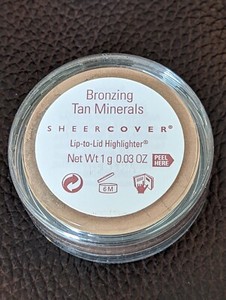 Bronzing
Tan Minerals
SHEERCOVER®
Lip-to-Lid Highlighter®
Net Wt 1 g 0.03 OZ
PEEL
HERE
6M